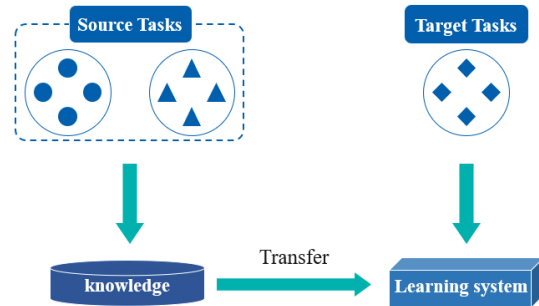 Source Tasks
Target Tasks
Transfer
knowledge
Learning system